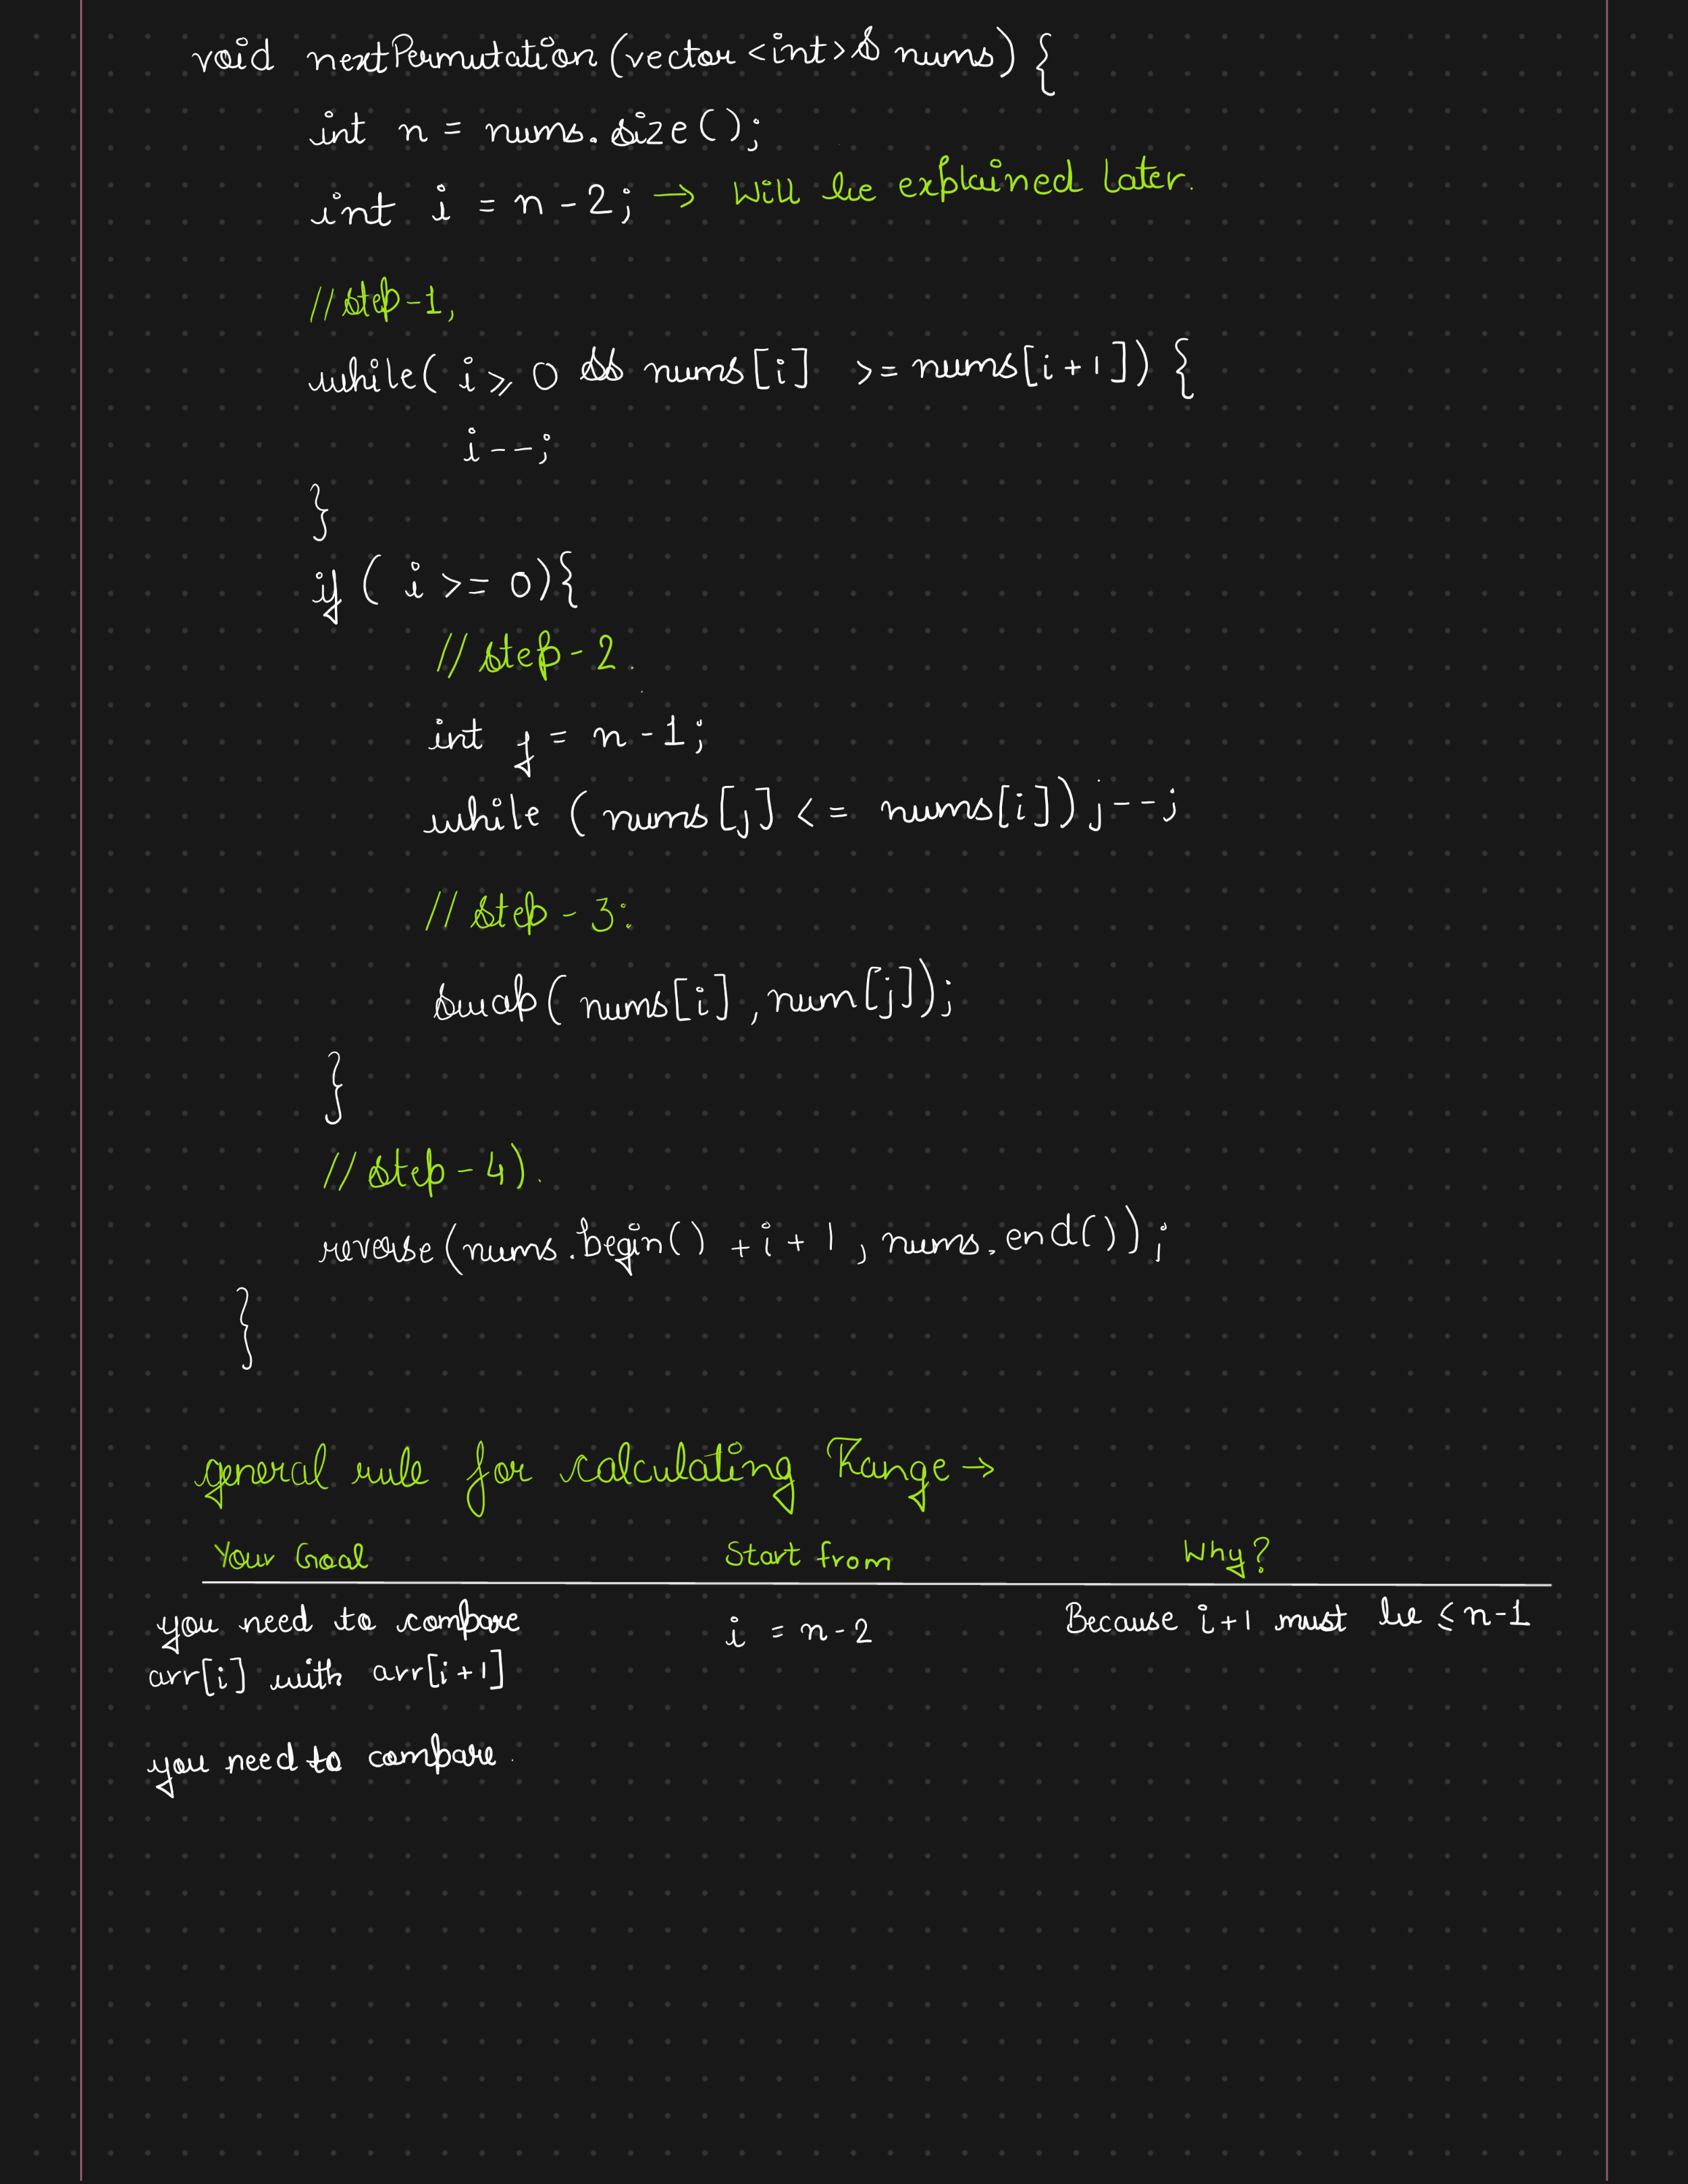 void nextPermutation (vector <int>& nums) {
int n = nums.size();
int i = n - 2; → Will be explained later.
// step-1,
while( i ⩾ 0 && nums[i] >= nums[i+1]) {
i--;
}
if ( i >= 0){
// step-2.
int j = n-1;
while (nums[j] <= nums[i]) j--;
// step-3:
swap( nums[i], num[j]);
}
// step-4).
reverse(nums.begin() + i + 1, nums.end());
}
general rule for calculating Range →
Your Goal Start from Why?
you need to compare i = n-2 Because i+1 must be ≤ n-1
arr[i] with arr[i+1]
you need to compare.